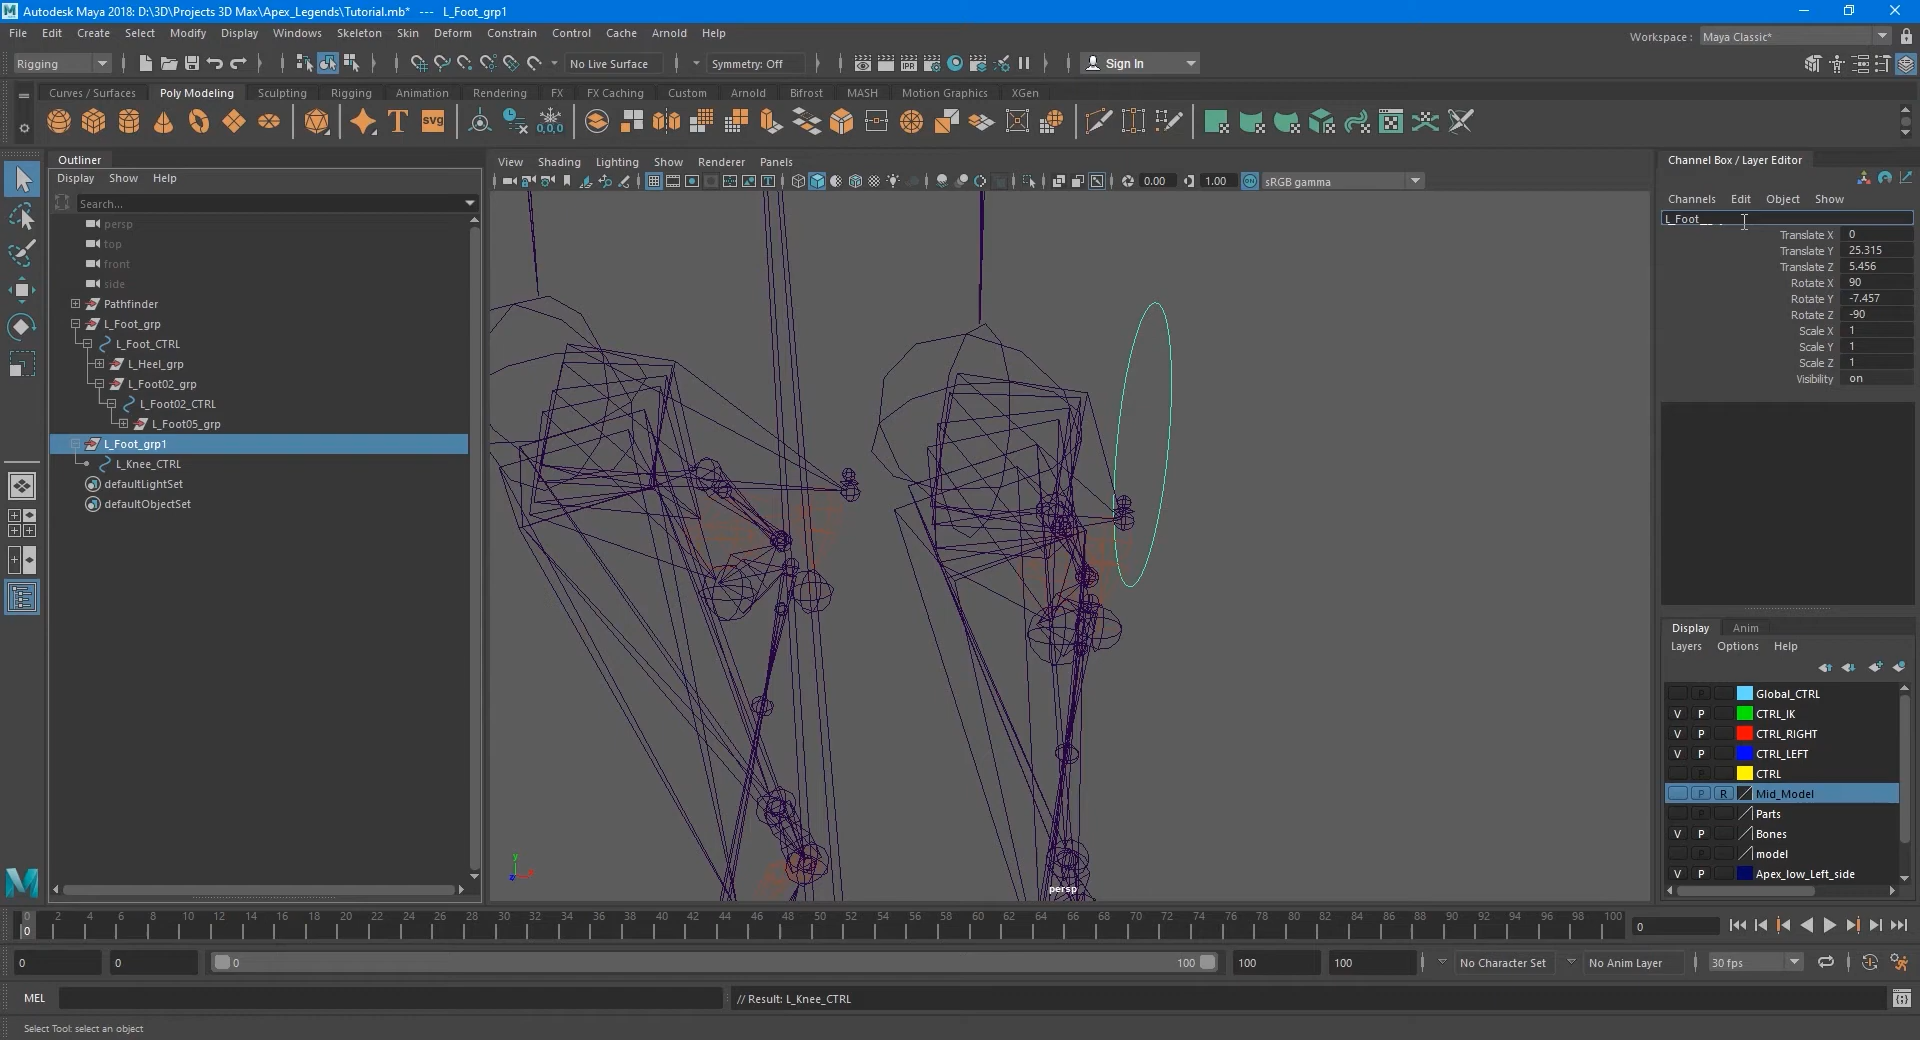 Autodesk Maya 2018: D:\3D\Projects 3D Max\Apex_Legends\Tutorial.mb* --- L_Foot_grp1
File Edit Create Select Modify Display Windows Skeleton Skin Deform Constrain Control Cache Arnold Help
Workspace : Maya Classic*
Rigging No Live Surface Symmetry: Off Sign In
Curves / Surfaces Poly Modeling Sculpting Rigging Animation Rendering FX FX Caching Custom Arnold Bifrost MASH Motion Graphics XGen
T svg 0,0,0
Outliner
Display Show Help
Search...
persp
top
front
side
Pathfinder
L_Foot_grp
L_Foot_CTRL
L_Heel_grp
L_Foot02_grp
L_Foot02_CTRL
L_Foot05_grp
L_Foot_grp1
L_Knee_CTRL
defaultLightSet
defaultObjectSet
View Shading Lighting Show Renderer Panels
0.00 1.00 sRGB gamma
y
z
persp
Channel Box / Layer Editor
Channels Edit Object Show
Translate X 0
Translate Y 25.315
Translate Z 5.456
Rotate X 90
Rotate Y -7.457
Rotate Z -90
Scale X 1
Scale Y 1
Scale Z 1
Visibility on
Display Anim
Layers Options Help
Global_CTRL
V P CTRL_IK
V P CTRL_RIGHT
V P CTRL_LEFT
CTRL
P R Mid_Model
Parts
V P Bones
model
V P Apex_low_Left_side
0 2 4 6 8 10 12 14 16 18 20 22 24 26 28 30 32 34 36 38 40 42 44 46 48 50 52 54 56 58 60 62 64 66 68 70 72 74 76 78 80 82 84 86 88 90 92 94 96 98 100
0 0
0 0 0 100 100 100 No Character Set No Anim Layer 30 fps
MEL // Result: L_Knee_CTRL
Select Tool: select an object